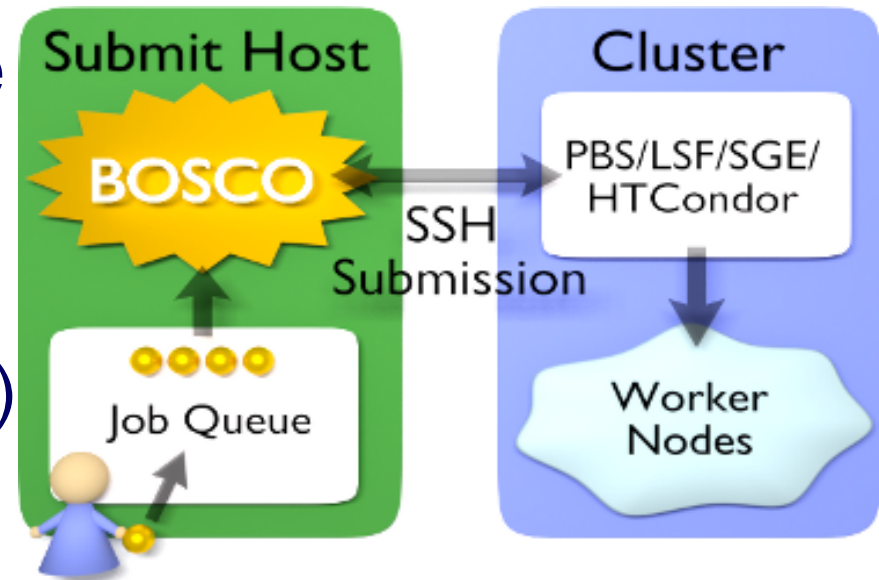 e
Submit Host
BOSCO
)
Job Queue
SSH
Submission
Cluster
PBS/LSF/SGE/
HTCondor
Worker
Nodes